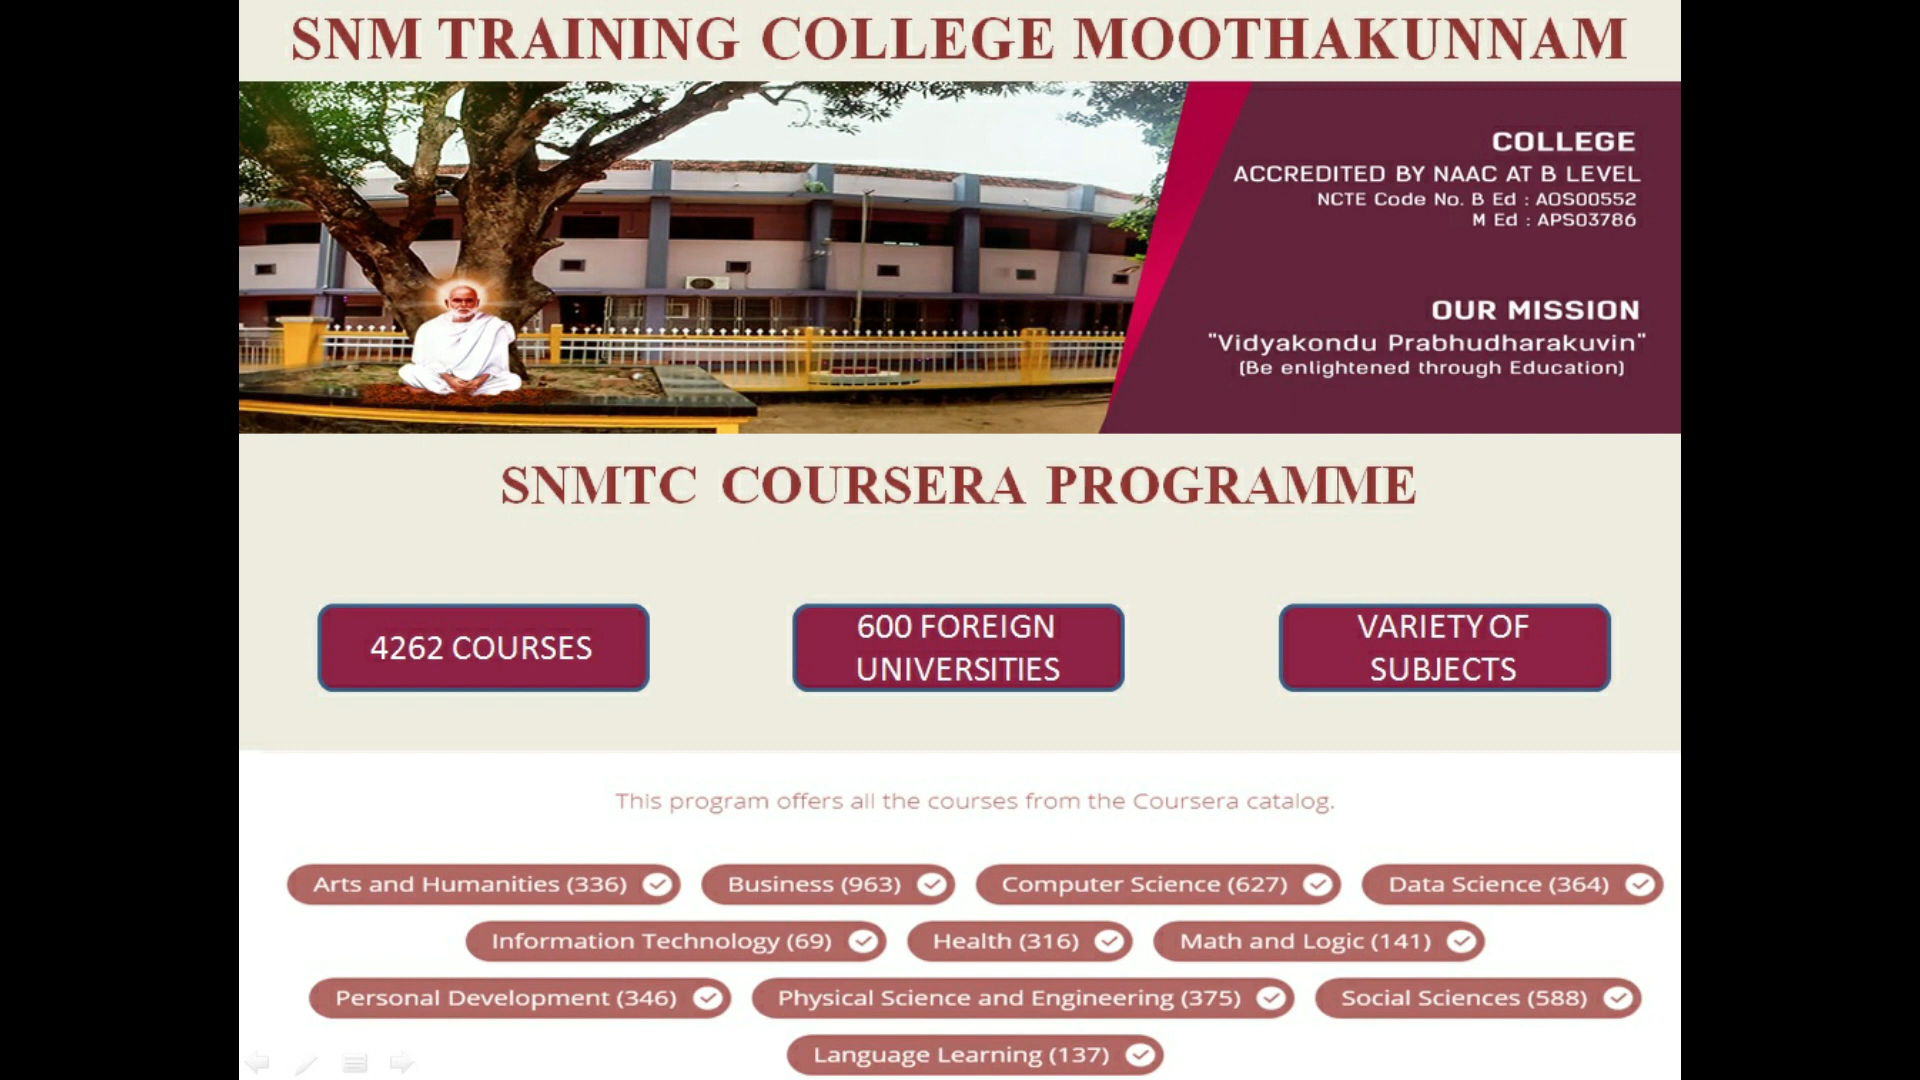 SNM TRAINING COLLEGE MOOTHAKUNNAM
COLLEGE
ACCREDITED BY NAAC AT B LEVEL
NCTE Code No. B Ed : AOS00552
M Ed : APS03786
OUR MISSION
"Vidyakondu Prabhudharakuvin"
(Be enlightened through Education)
SNMTC COURSERA PROGRAMME
4262 COURSES
600 FOREIGN
UNIVERSITIES
VARIETY OF
SUBJECTS
This program offers all the courses from the Coursera catalog.
Arts and Humanities (336)
Business (963)
Computer Science (627)
Data Science (364)
Information Technology (69)
Health (316)
Math and Logic (141)
Personal Development (346)
Physical Science and Engineering (375)
Social Sciences (588)
Language Learning (137)